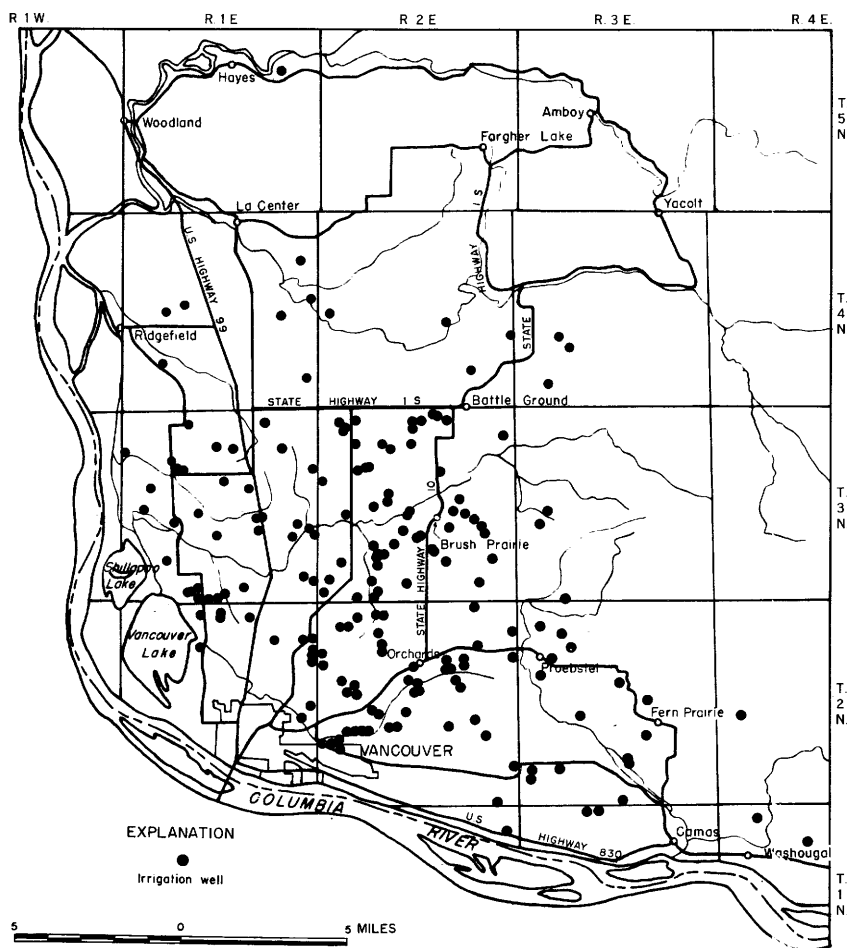 R 1 W. R. 1 E R 2 E R. 3 E. R. 4 E.
Hayes
Woodland
Amboy
Fargher Lake
T. 5 N.
La Center
Yacolt
U.S. HIGHWAY 99
HIGHWAY 1 S
STATE
T. 4 N.
Ridgefield
STATE HIGHWAY 1 S
Battle Ground
T. 3 N.
STATE HIGHWAY 10
Brush Prairie
Shillapoo Lake
Vancouver Lake
Orchards
Proebstel
T. 2 N.
Fern Prairie
VANCOUVER
COLUMBIA RIVER
US HIGHWAY 830
Camas
Washougal
T. 1 N.
EXPLANATION
Irrigation well
5 0 5 MILES